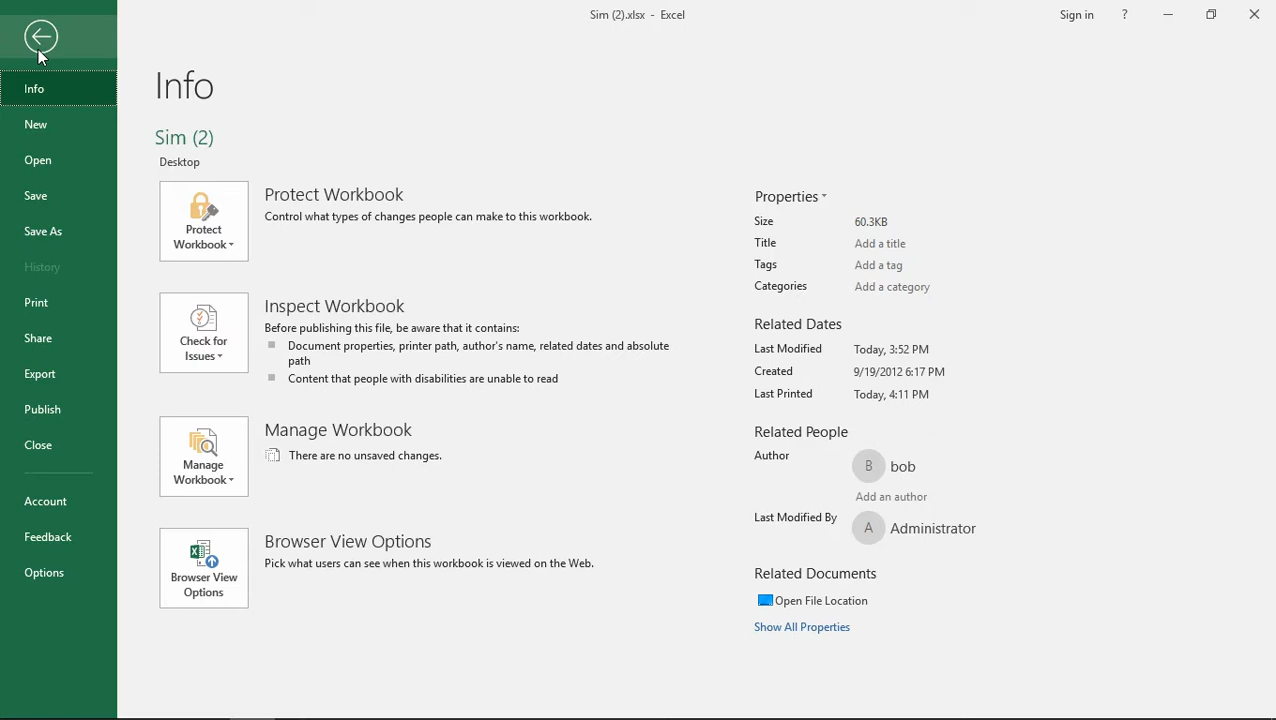 Sim (2).xlsx - Excel
Sign in
?
Info
New
Open
Save
Save As
History
Print
Share
Export
Publish
Close
Account
Feedback
Options
Info
Sim (2)
Desktop
Protect
Workbook
Protect Workbook
Control what types of changes people can make to this workbook.
Check for
Issues
Inspect Workbook
Before publishing this file, be aware that it contains:
Document properties, printer path, author's name, related dates and absolute
path
Content that people with disabilities are unable to read
Manage
Workbook
Manage Workbook
There are no unsaved changes.
Browser View
Options
Browser View Options
Pick what users can see when this workbook is viewed on the Web.
Properties
Size 60.3KB
Title Add a title
Tags Add a tag
Categories Add a category
Related Dates
Last Modified Today, 3:52 PM
Created 9/19/2012 6:17 PM
Last Printed Today, 4:11 PM
Related People
Author B bob
Add an author
Last Modified By A Administrator
Related Documents
Open File Location
Show All Properties